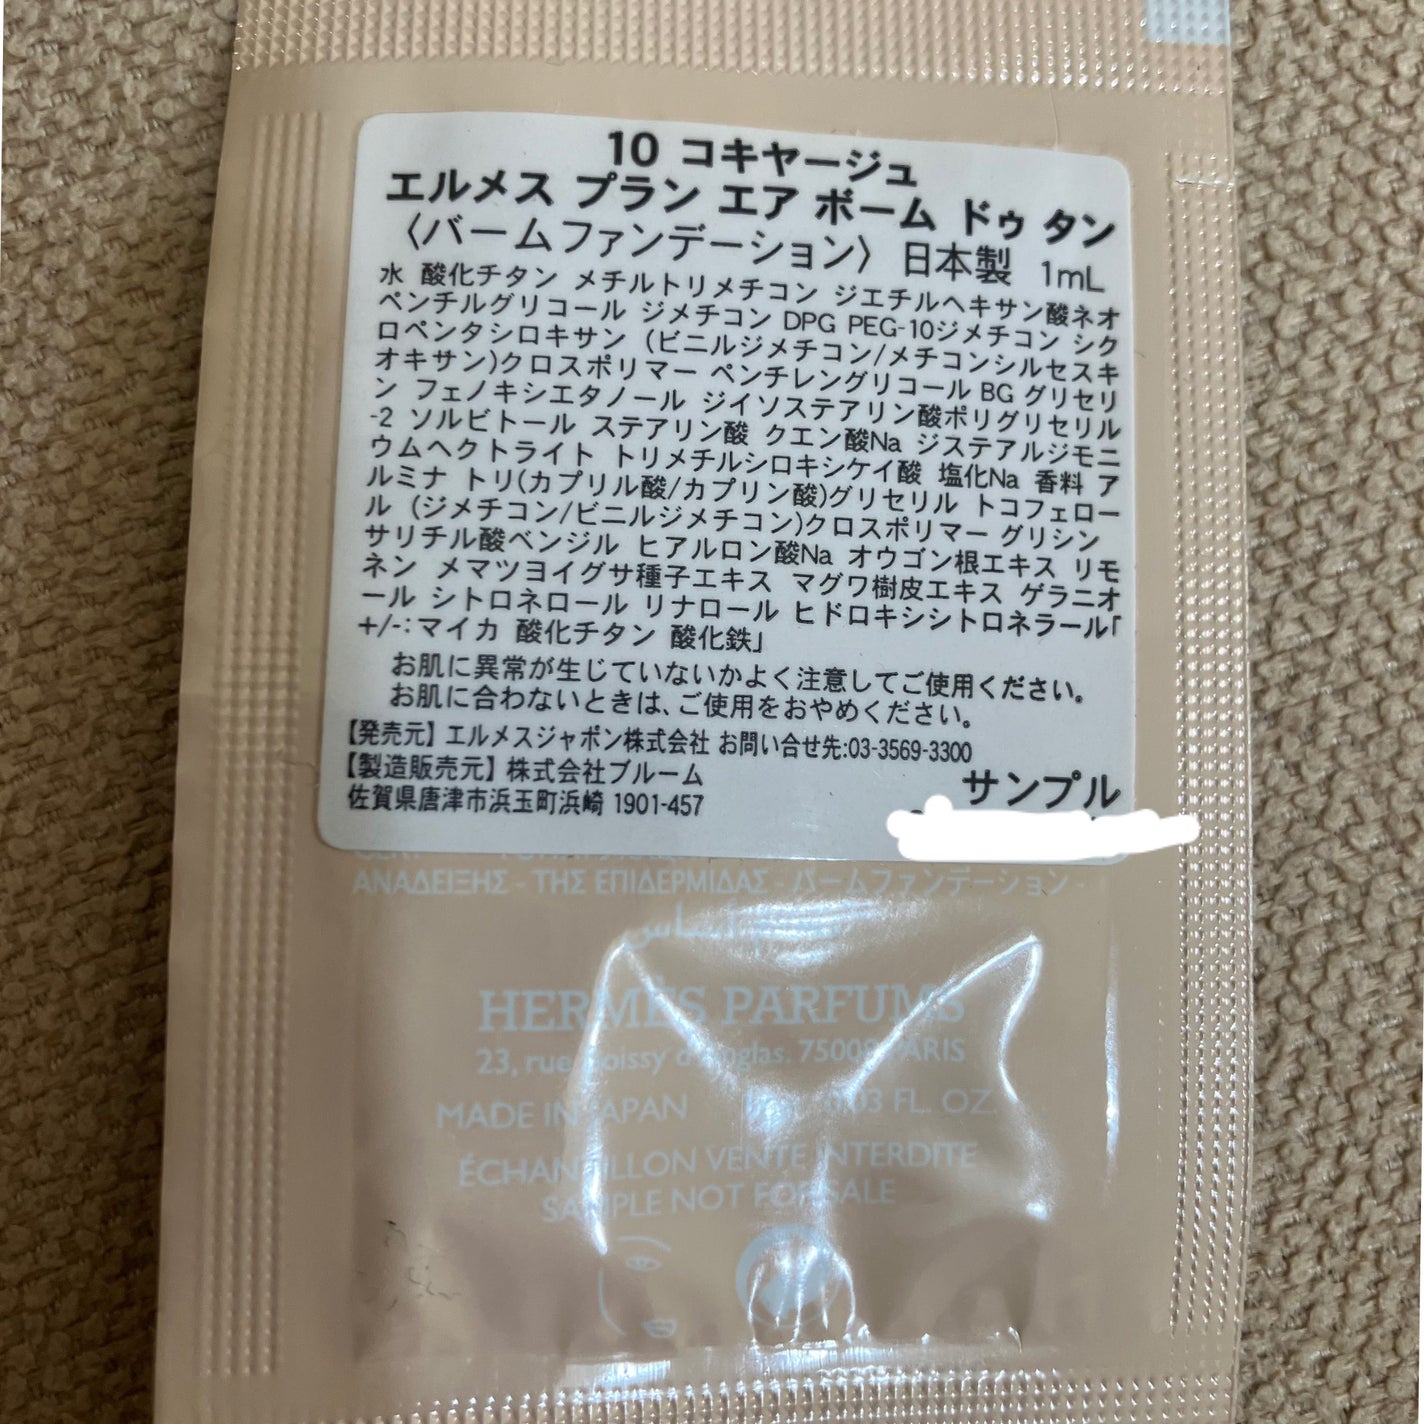 10 コキヤージュ
エルメス プラン エア ボーム ドゥ タン
〈バームファンデーション〉 日本製 1mL
水 酸化チタン メチルトリメチコン ジエチルヘキサン酸ネオ
ペンチルグリコール ジメチコン DPG PEG-10ジメチコン シク
ロペンタシロキサン (ビニルジメチコン/メチコンシルセスキ
オキサン)クロスポリマー ペンチレングリコール BG グリセリ
ン フェノキシエタノール ジイソステアリン酸ポリグリセリル
-2 ソルビトール ステアリン酸 クエン酸Na ジステアルジモニ
ウムヘクトライト トリメチルシロキシケイ酸 塩化Na 香料 ア
ルミナ トリ(カプリル酸/カプリン酸)グリセリル トコフェロー
ル (ジメチコン/ビニルジメチコン)クロスポリマー グリシン
サリチル酸ベンジル ヒアルロン酸Na オウゴン根エキス リモ
ネン メマツヨイグサ種子エキス マグワ樹皮エキス ゲラニオ
ール シトロネロール リナロール ヒドロキシシトロネラール「
+/-:マイカ 酸化チタン 酸化鉄」
お肌に異常が生じていないかよく注意してご使用ください。
お肌に合わないときは、ご使用をおやめください。
【発売元】エルメスジャポン株式会社 お問い合せ先:03-3569-3300
【製造販売元】株式会社ブルーム
佐賀県唐津市浜玉町浜崎 1901-457
サンプル
ΑΝΑΔΕΙΞΗΣ - ΤΗΣ ΕΠΙΔΕΡΜΙΔΑΣ - バームファンデーション -
HERMÈS PARFUMS
23, rue Boissy d'Anglas. 75008 PARIS
MADE IN JAPAN 0.03 FL. OZ.
ÉCHANTILLON VENTE INTERDITE
SAMPLE NOT FOR SALE